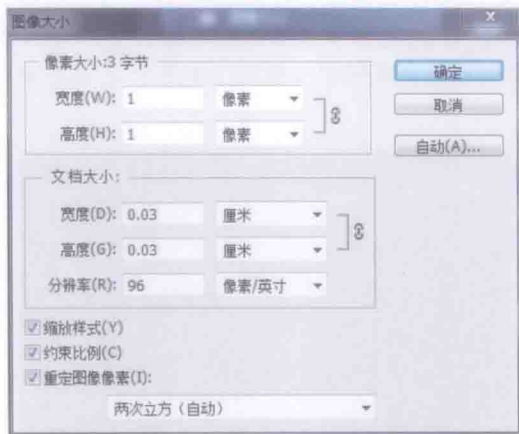 图像大小
像素大小:3 字节
确定
宽度(W): 1 像素
取消
高度(H): 1 像素
自动(A)...
文档大小:
宽度(D): 0.03 厘米
高度(G): 0.03 厘米
分辨率(R): 96 像素/英寸
缩放样式(Y)
约束比例(C)
重定图像像素(I):
两次立方（自动）